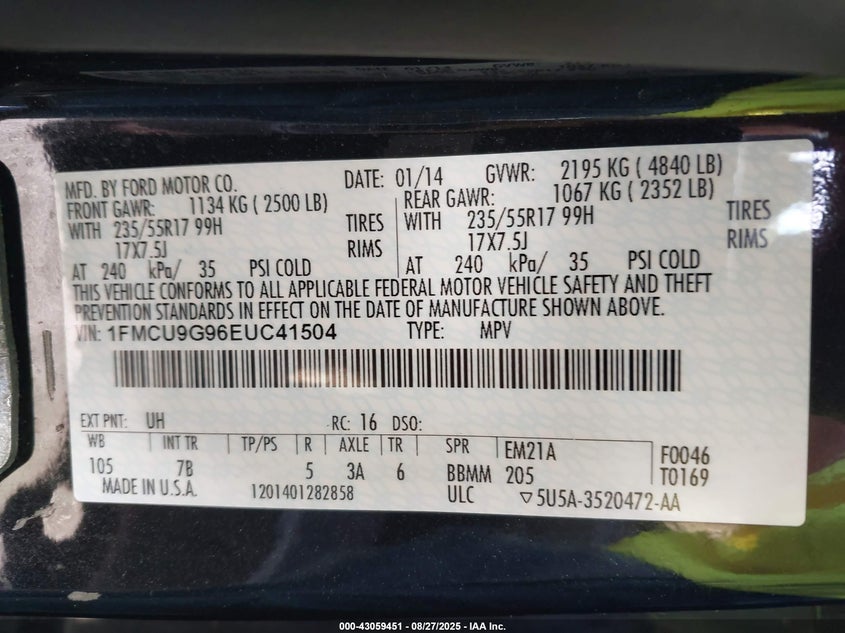 MFD. BY FORD MOTOR CO. DATE: 01/14 GVWR: 2195 KG ( 4840 LB)
FRONT GAWR: 1134 KG ( 2500 LB) REAR GAWR: 1067 KG ( 2352 LB)
WITH 235/55R17 99H TIRES WITH 235/55R17 99H TIRES
17X7.5J RIMS 17X7.5J RIMS
AT 240 kPa/ 35 PSI COLD AT 240 kPa/ 35 PSI COLD
THIS VEHICLE CONFORMS TO ALL APPLICABLE FEDERAL MOTOR VEHICLE SAFETY AND THEFT
PREVENTION STANDARDS IN EFFECT ON THE DATE OF MANUFACTURE SHOWN ABOVE.
VIN: 1FMCU9G96EUC41504 TYPE: MPV
EXT PNT: UH RC: 16 DSO:
WB INT TR TP/PS R AXLE TR SPR EM21A F0046
105 7B 5 3A 6 BBMM 205 T0169
MADE IN U.S.A. 1201401282858 ULC ▽5U5A-3520472-AA
000-43059451 - 08/27/2025 - IAA Inc.